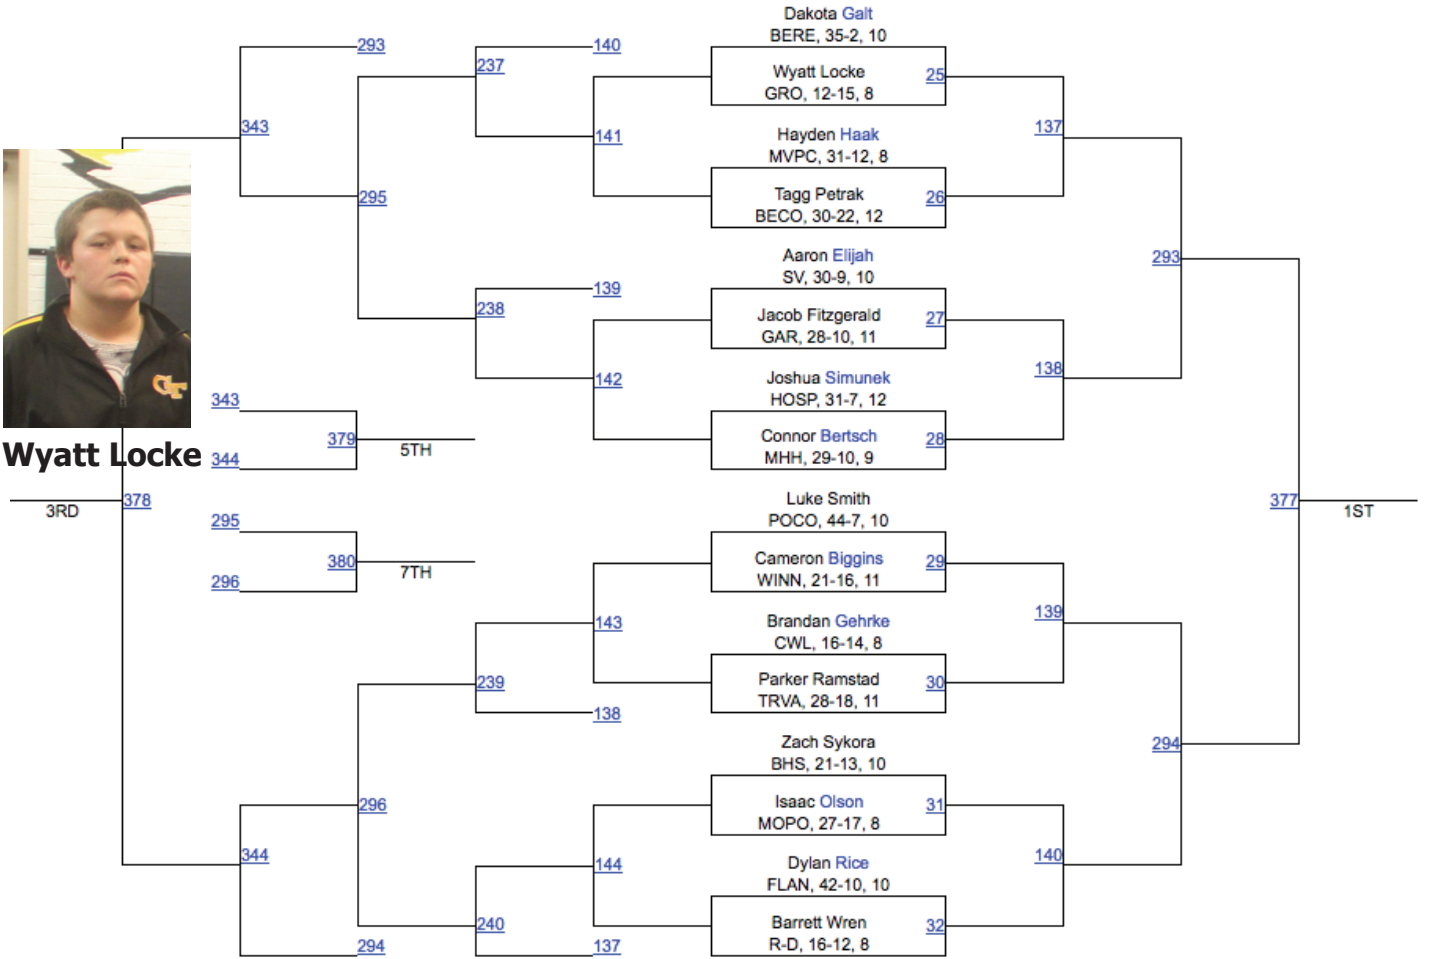 Dakota Galt
BERE, 35-2, 10
293
140
237
Wyatt Locke
25
GRO, 12-15, 8
343
141
Hayden Haak
137
MVPC, 31-12, 8
295
Tagg Petrak
26
BECO, 30-22, 12
Aaron Elijah
293
SV, 30-9, 10
139
238
Jacob Fitzgerald
27
GAR, 28-10, 11
GF
142
Joshua Simunek
138
HOSP, 31-7, 12
343
379
5TH
Connor Bertsch
28
MHH, 29-10, 9
Wyatt Locke
344
3RD
378
Luke Smith
377
1ST
POCO, 44-7, 10
295
380
7TH
Cameron Biggins
29
WINN, 21-16, 11
296
143
Brandan Gehrke
139
CWL, 16-14, 8
239
Parker Ramstad
30
TRVA, 28-18, 11
138
Zach Sykora
294
BHS, 21-13, 10
296
Isaac Olson
31
MOPO, 27-17, 8
344
144
Dylan Rice
140
FLAN, 42-10, 10
240
Barrett Wren
32
R-D, 16-12, 8
294
137